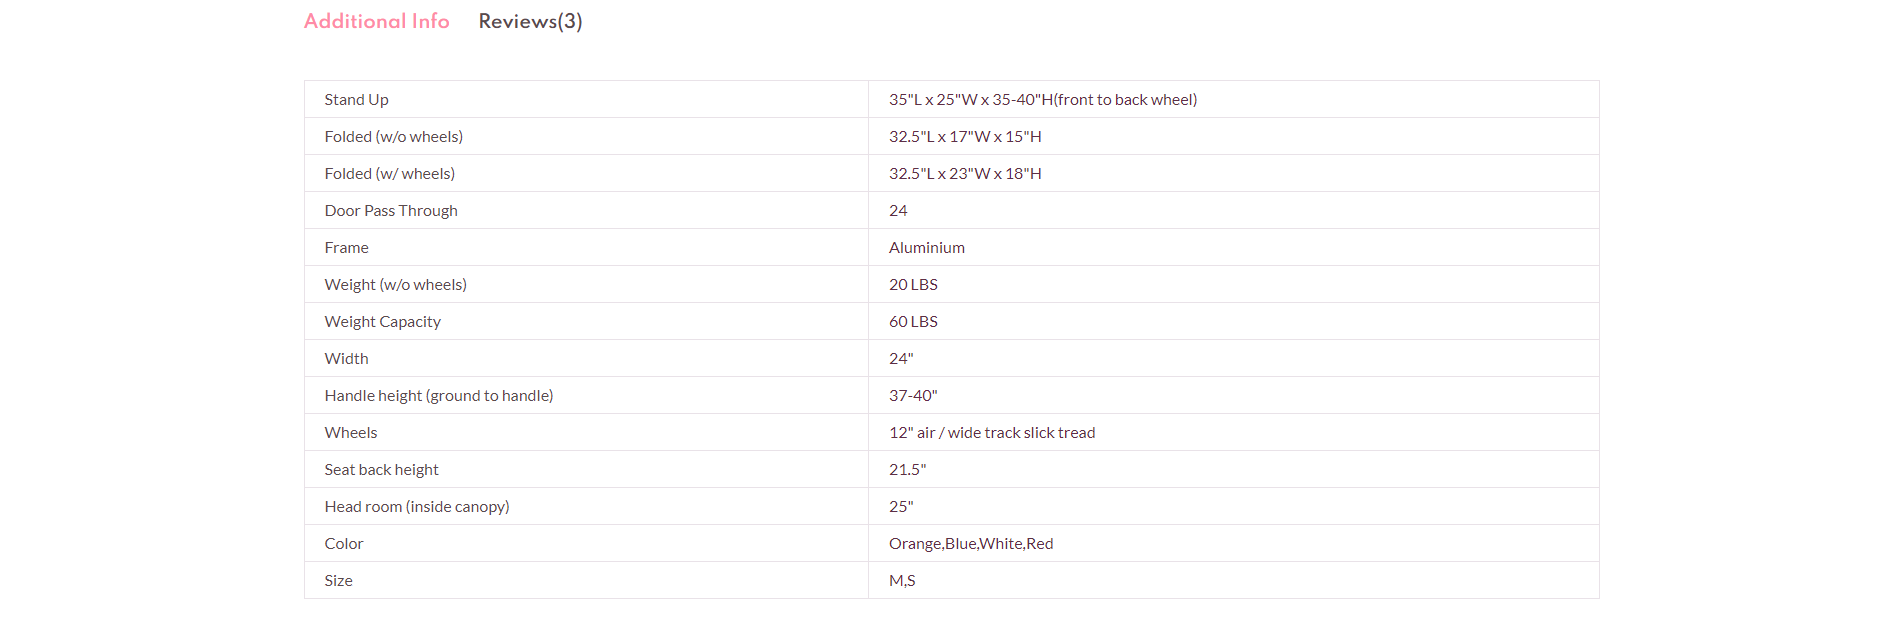 Additional Info Reviews(3)
Stand Up 35"L x 25"W x 35-40"H(front to back wheel)
Folded (w/o wheels) 32.5"L x 17"W x 15"H
Folded (w/ wheels) 32.5"L x 23"W x 18"H
Door Pass Through 24
Frame Aluminium
Weight (w/o wheels) 20 LBS
Weight Capacity 60 LBS
Width 24"
Handle height (ground to handle) 37-40"
Wheels 12" air / wide track slick tread
Seat back height 21.5"
Head room (inside canopy) 25"
Color Orange,Blue,White,Red
Size M,S